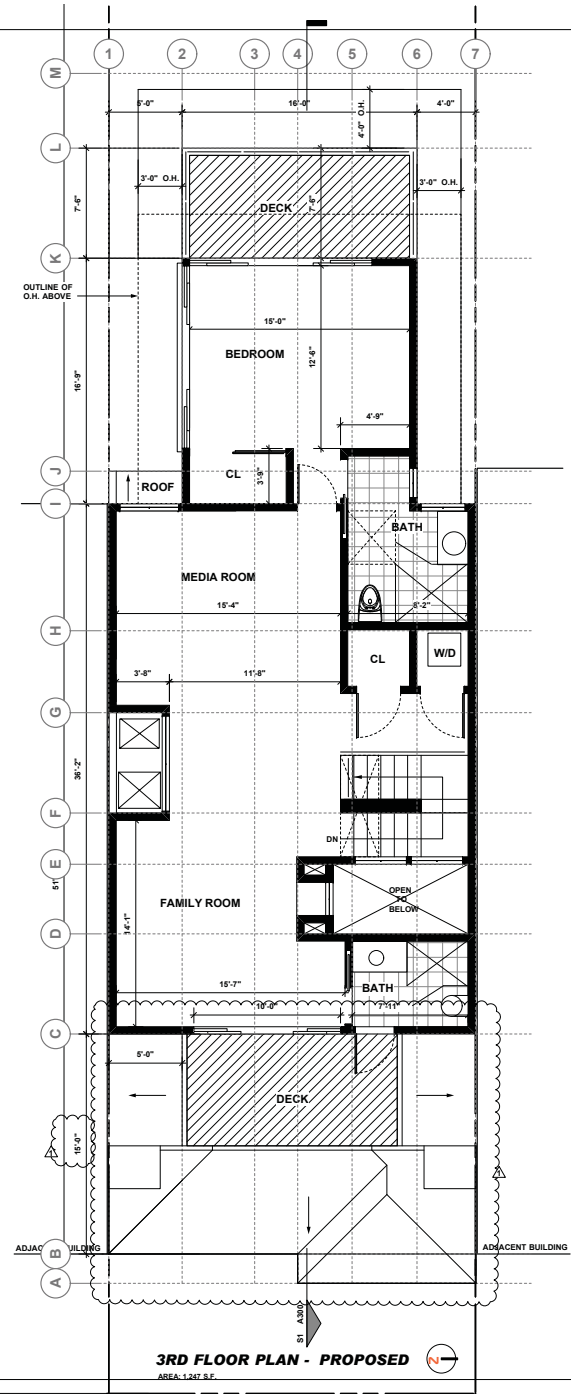 1 2 3 4 5 6 7
M
5'-0" 16'-0" 4'-0"
4'-0" O.H.
L
3'-0" O.H. 3'-0" O.H.
7'-6" DECK 7'-6"
K
OUTLINE OF
O.H. ABOVE
15'-0"
BEDROOM 12'-6"
16'-9"
4'-9"
J
CL 3'-9"
ROOF
I
BATH
MEDIA ROOM
15'-4" 8'-2"
H
CL W/D
3'-8" 11'-8"
G
36'-2"
F
DN
E
51'
OPEN
TO
BELOW
FAMILY ROOM
14'-1"
D
15'-7" BATH
10'-0" 7'-11"
C
5'-0"
DECK
15'-0"
1 1
ADJACENT BUILDING
B
ADJACENT BUILDING
A
S1 A300
3RD FLOOR PLAN - PROPOSED 2
AREA: 1,247 S.F.